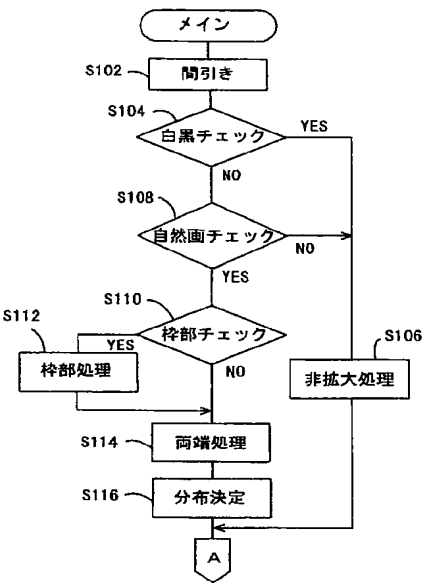 メイン
S102
間引き
S104
白黒チェック
YES
NO
S108
自然画チェック
NO
YES
S110
枠部チェック
S112
YES
枠部処理
NO
S106
非拡大処理
S114
両端処理
S116
分布決定
A